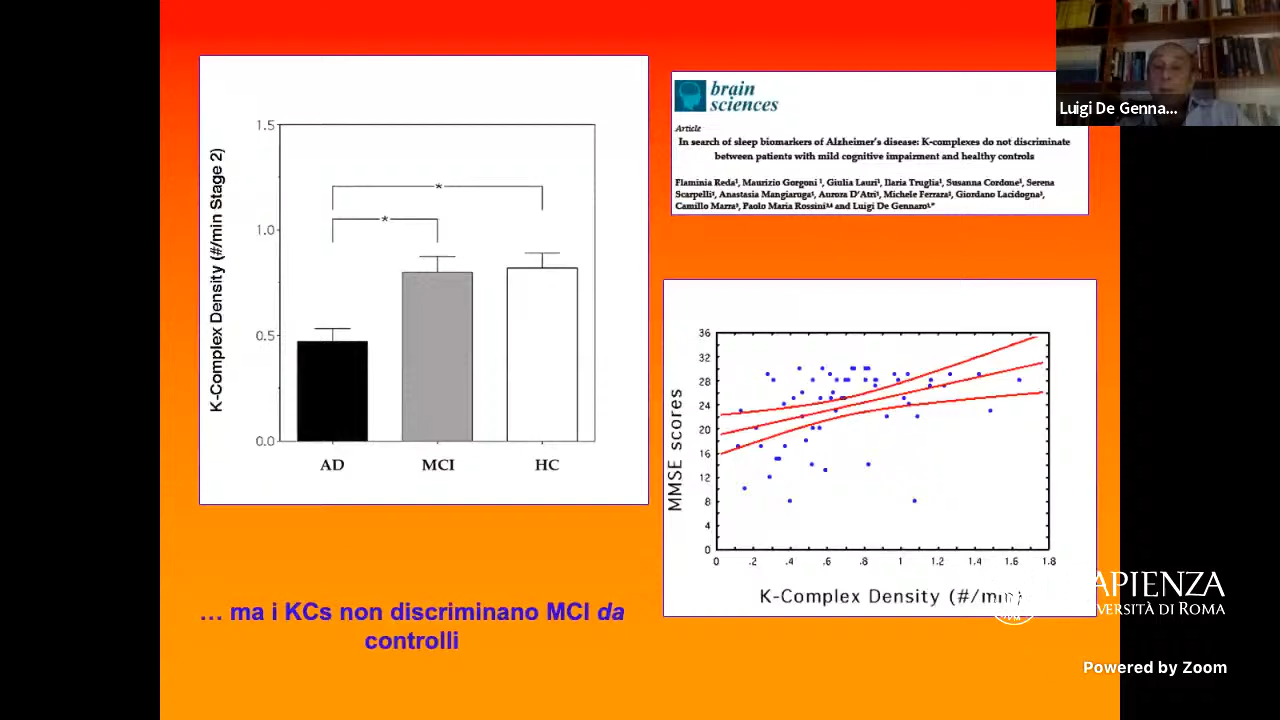 brain
sciences
Article
In search of sleep biomarkers of Alzheimer's disease: K-complexes do not discriminate
between patients with mild cognitive impairment and healthy controls
Flaminia Reda¹, Maurizio Gorgoni ¹, Giulia Lauri¹, Ilaria Truglia¹, Susanna Cordone¹, Serena
Scarpelli¹, Anastasia Mangiaruga¹, Aurora D'Atri¹, Michele Ferrara², Giordano Lacidogna³,
Camillo Marra³, Paolo Maria Rossini³,⁴ and Luigi De Gennaro¹,*
Luigi De Genna...
K-Complex Density (#/min Stage 2)
1.5
1.0
0.5
0.0
*
*
AD MCI HC
MMSE scores
36
32
28
24
20
16
12
8
4
0
0 .2 .4 .6 .8 1 1.2 1.4 1.6 1.8
K-Complex Density (#/min)
… ma i KCs non discriminano MCI da
controlli
APIENZA
VERSITÀ DI ROMA
Powered by Zoom